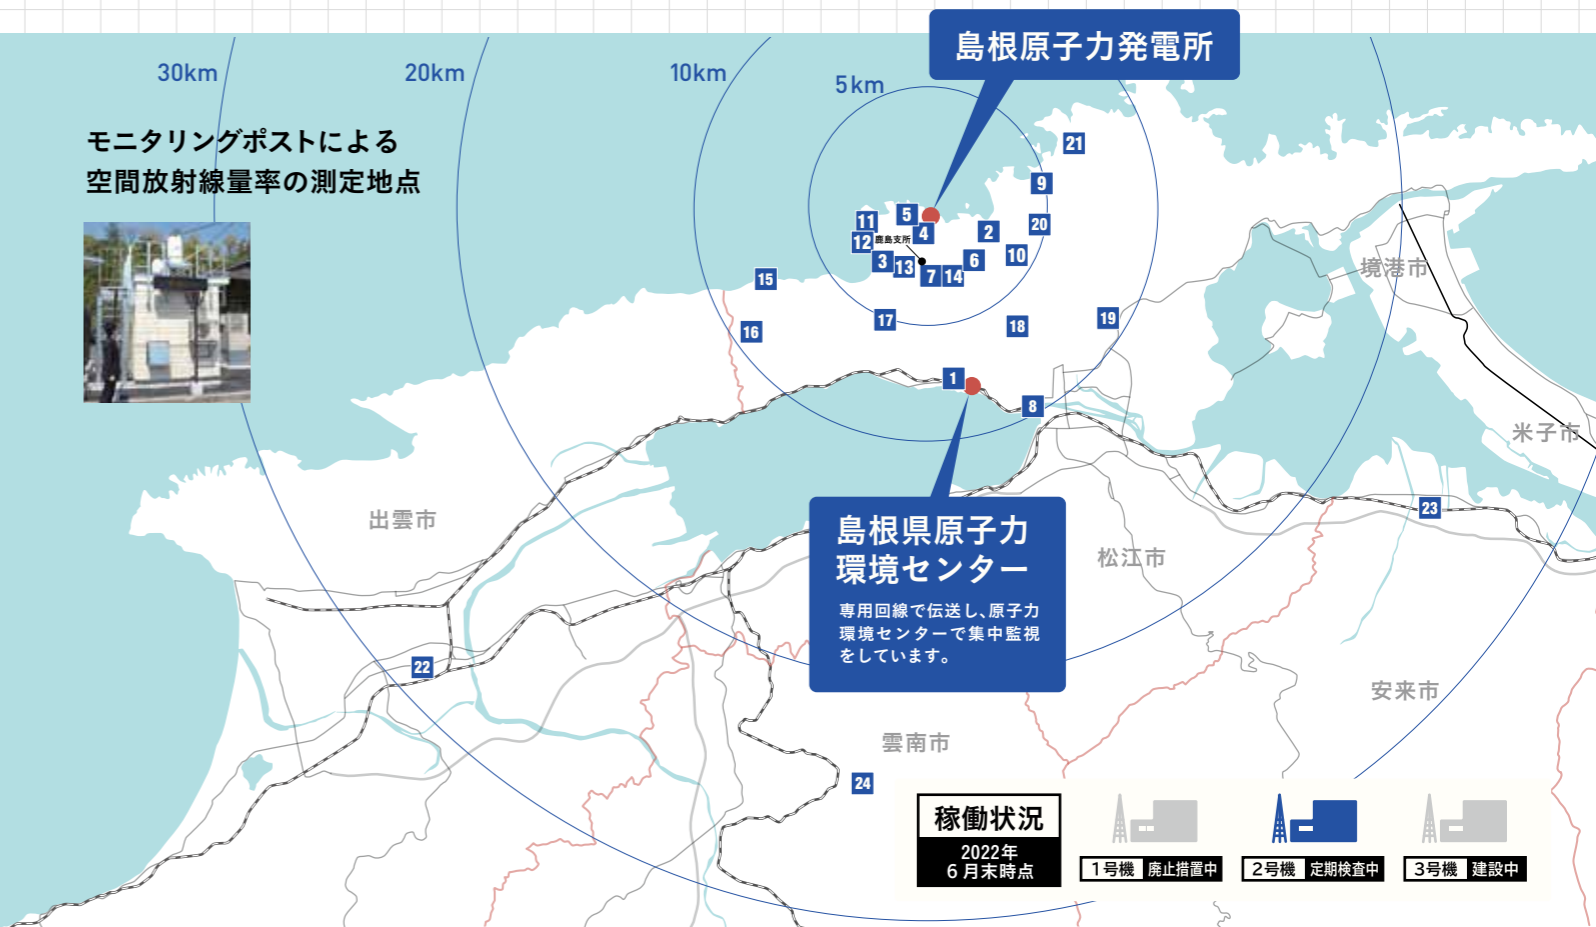 島根原子力発電所
30km
20km
10km
5km
モニタリングポストによる
空間放射線量率の測定地点
21
9
5
11
20
4
2
12
鹿島支所
10
3
13
6
7
14
15
17
16
18
19
境港市
1
8
米子市
出雲市
23
島根県原子力
環境センター
専用回線で伝送し、原子力
環境センターで集中監視
をしています。
松江市
22
安来市
雲南市
24
稼働状況
2022年
6月末時点
1号機 廃止措置中
2号機 定期検査中
3号機 建設中